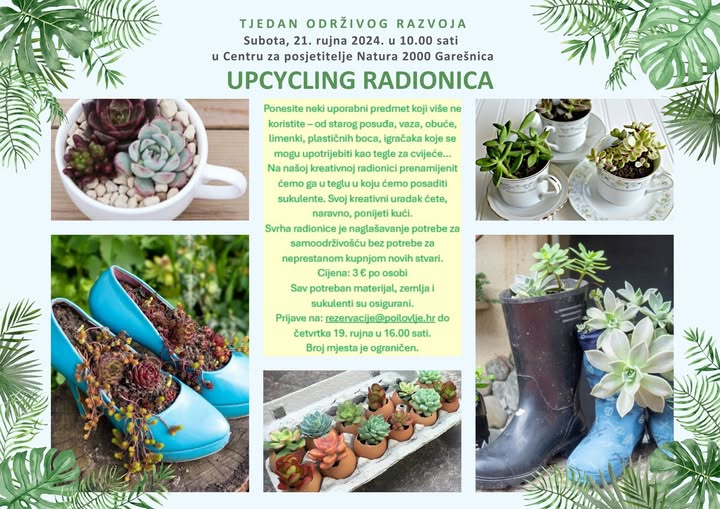 TJEDAN ODRŽIVOG RAZVOJA
Subota, 21. rujna 2024. u 10.00 sati
u Centru za posjetitelje Natura 2000 Garešnica
UPCYCLING RADIONICA
Ponesite neki uporabni predmet koji više ne
koristite – od starog posuđa, vaza, obuće,
limenki, plastičnih boca, igračaka koje se
mogu upotrijebiti kao tegle za cvijeće...
Na našoj kreativnoj radionici prenamijenit
ćemo ga u teglu u koju ćemo posaditi
sukulente. Svoj kreativni uradak ćete,
naravno, ponijeti kući.
Svrha radionice je naglašavanje potrebe za
samoodrživošću bez potrebe za
neprestanom kupnjom novih stvari.
Cijena: 3 € po osobi
Sav potreban materijal, zemlja i
sukulenti su osigurani.
Prijave na: rezervacije@poilovlje.hr do
četvrtka 19. rujna u 16.00 sati.
Broj mjesta je ograničen.